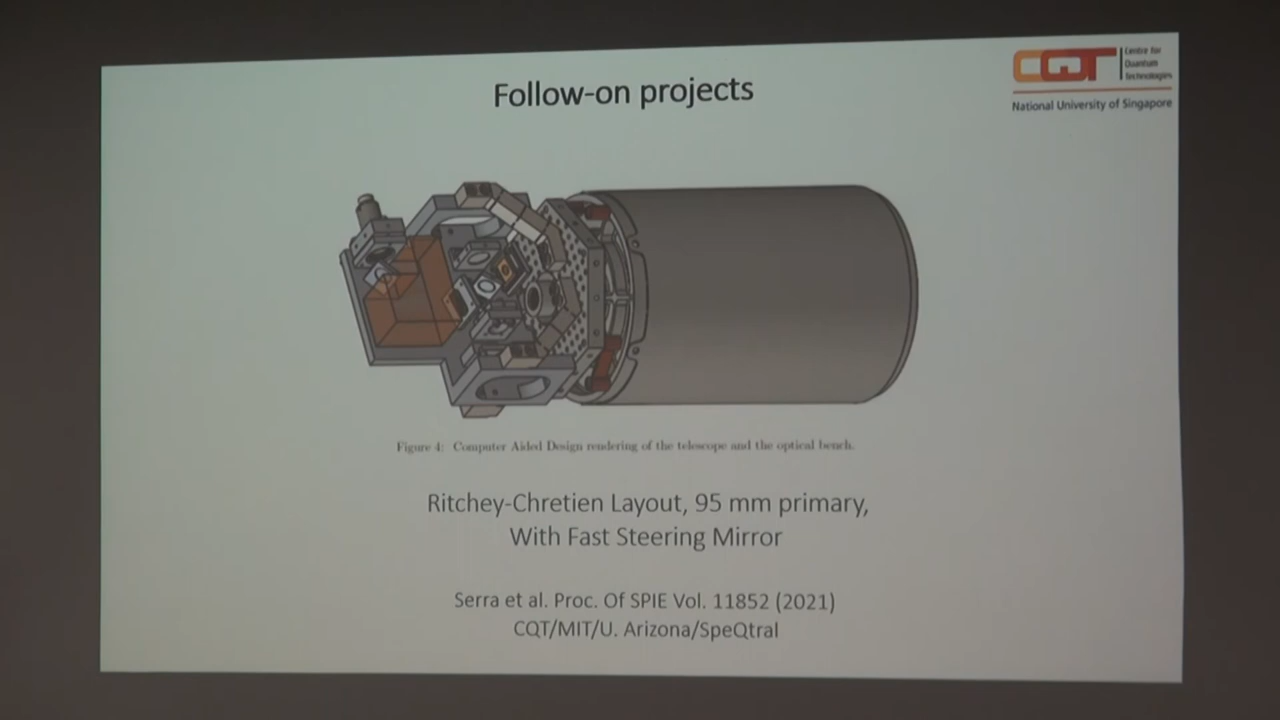 Follow-on projects
CQT
Centre for
Quantum
Technologies
National University of Singapore
Figure 4: Computer Aided Design rendering of the telescope and the optical bench.
Ritchey-Chretien Layout, 95 mm primary,
With Fast Steering Mirror
Serra et al. Proc. Of SPIE Vol. 11852 (2021)
CQT/MIT/U. Arizona/SpeQtral